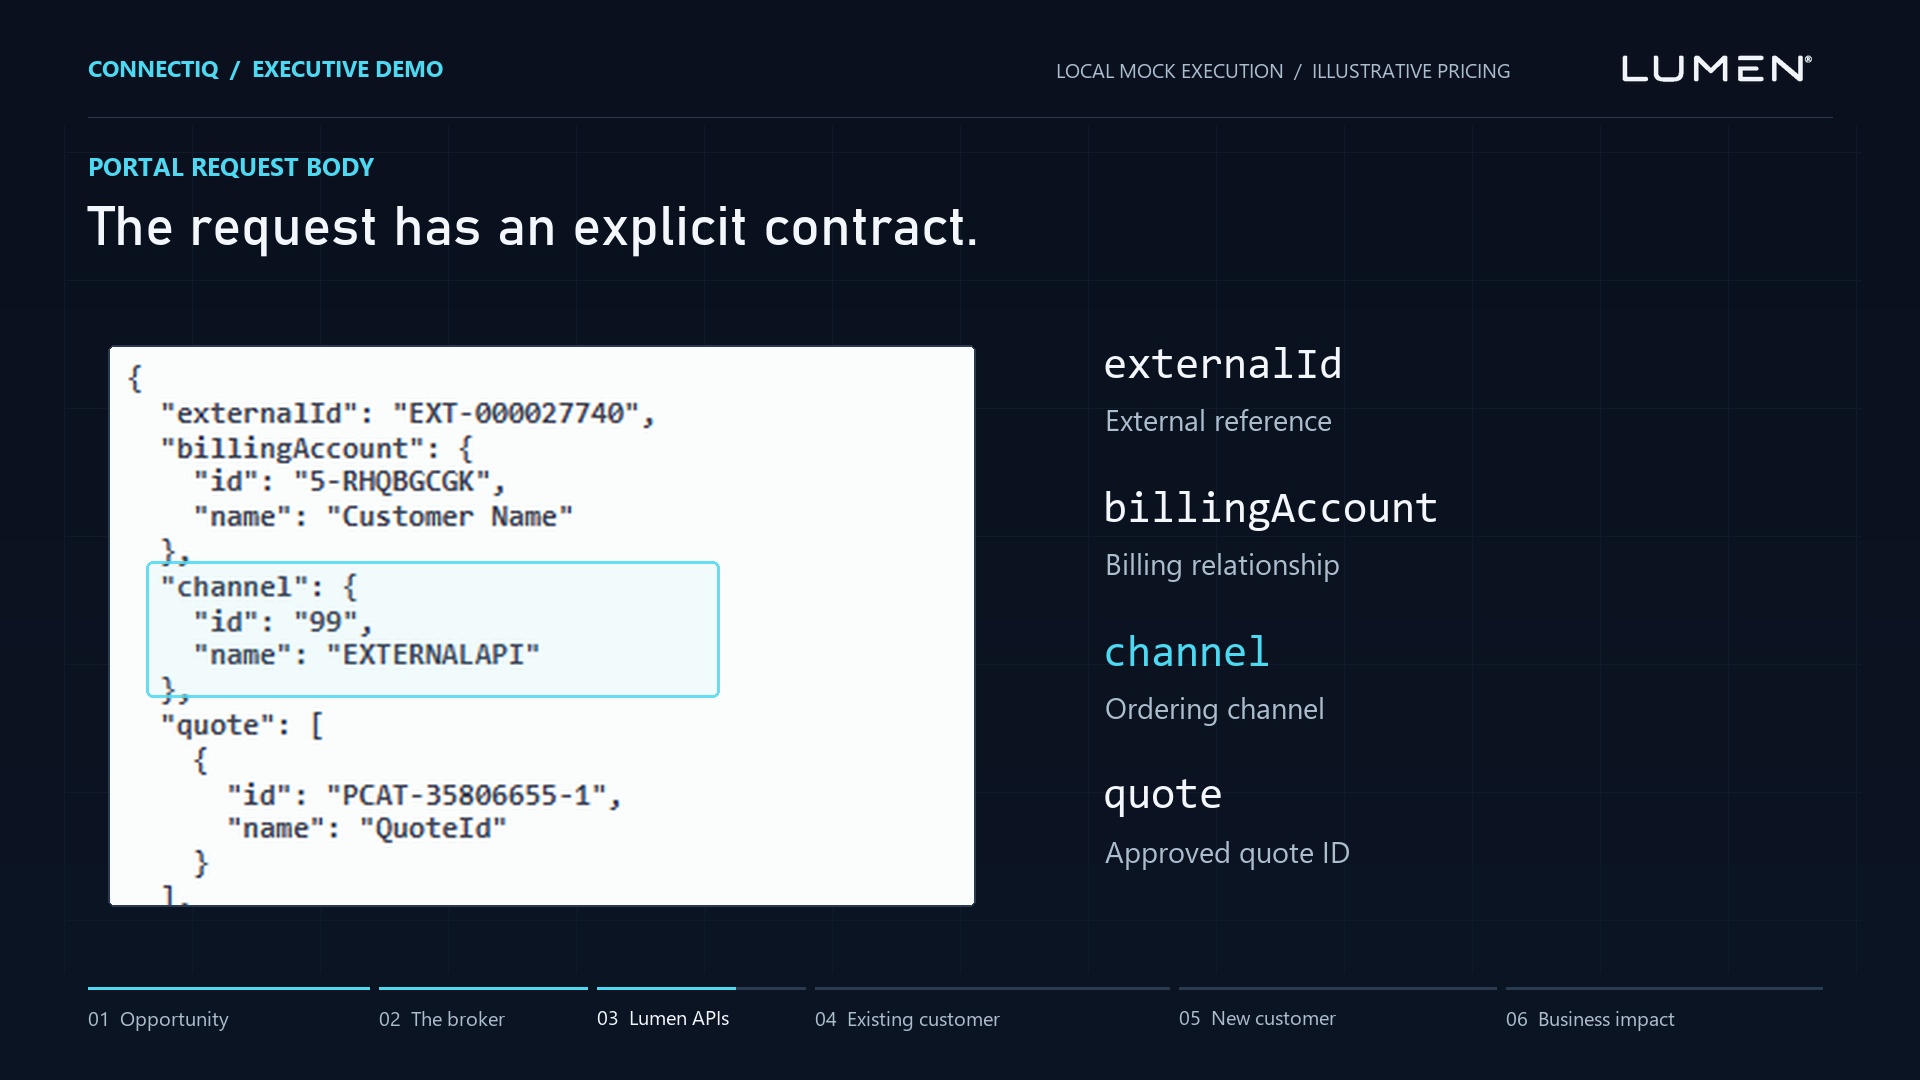 CONNECTIQ / EXECUTIVE DEMO
LOCAL MOCK EXECUTION / ILLUSTRATIVE PRICING
LUMEN®
PORTAL REQUEST BODY
The request has an explicit contract.
{
  "externalId": "EXT-000027740",
  "billingAccount": {
    "id": "5-RHQBGCGK",
    "name": "Customer Name"
  },
  "channel": {
    "id": "99",
    "name": "EXTERNALAPI"
  },
  "quote": [
    {
      "id": "PCAT-35806655-1",
      "name": "QuoteId"
    }
  ],
externalId
External reference
billingAccount
Billing relationship
channel
Ordering channel
quote
Approved quote ID
01 Opportunity
02 The broker
03 Lumen APIs
04 Existing customer
05 New customer
06 Business impact